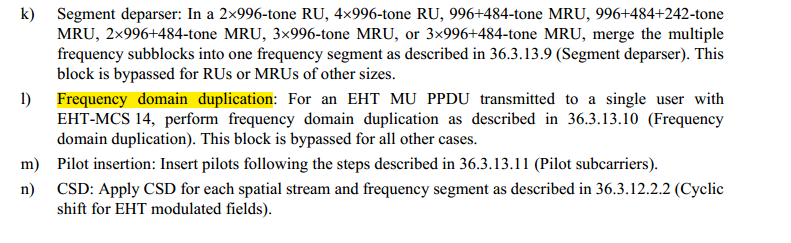 k) Segment deparser: In a 2×996-tone RU, 4×996-tone RU, 996+484-tone MRU, 996+484+242-tone
MRU, 2×996+484-tone MRU, 3×996-tone MRU, or 3×996+484-tone MRU, merge the multiple
frequency subblocks into one frequency segment as described in 36.3.13.9 (Segment deparser). This
block is bypassed for RUs or MRUs of other sizes.
l) Frequency domain duplication: For an EHT MU PPDU transmitted to a single user with
EHT-MCS 14, perform frequency domain duplication as described in 36.3.13.10 (Frequency
domain duplication). This block is bypassed for all other cases.
m) Pilot insertion: Insert pilots following the steps described in 36.3.13.11 (Pilot subcarriers).
n) CSD: Apply CSD for each spatial stream and frequency segment as described in 36.3.12.2.2 (Cyclic
shift for EHT modulated fields).